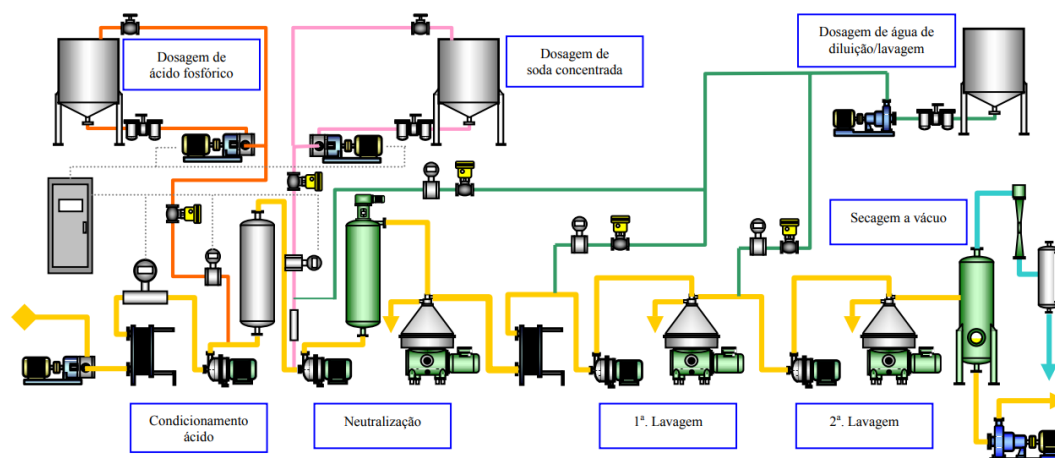 Dosagem de
ácido fosfórico
Dosagem de
soda concentrada
Dosagem de água de
diluição/lavagem
Secagem a vácuo
Condicionamento
ácido
Neutralização
1ª. Lavagem
2ª. Lavagem